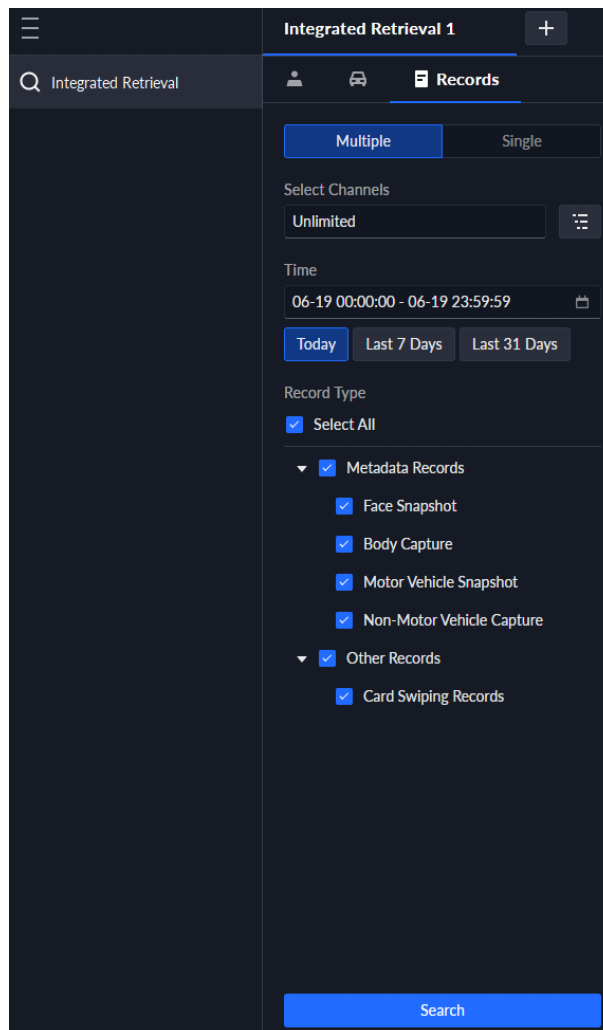 Integrated Retrieval 1
+
Integrated Retrieval
Records
Multiple
Single
Select Channels
Unlimited
Time
06-19 00:00:00 - 06-19 23:59:59
Today
Last 7 Days
Last 31 Days
Record Type
Select All
Metadata Records
Face Snapshot
Body Capture
Motor Vehicle Snapshot
Non-Motor Vehicle Capture
Other Records
Card Swiping Records
Search